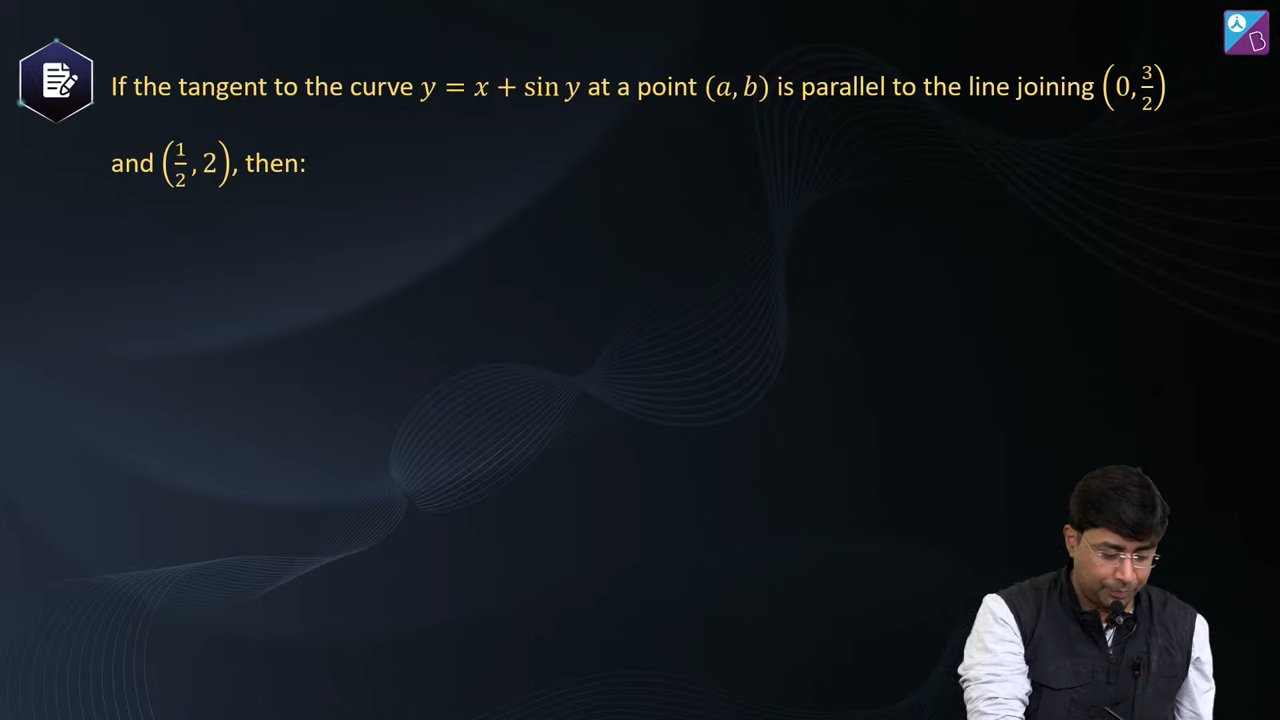 If the tangent to the curve y = x + sin y at a point (a, b) is parallel to the line joining (0, 3/2)
and (1/2, 2), then: